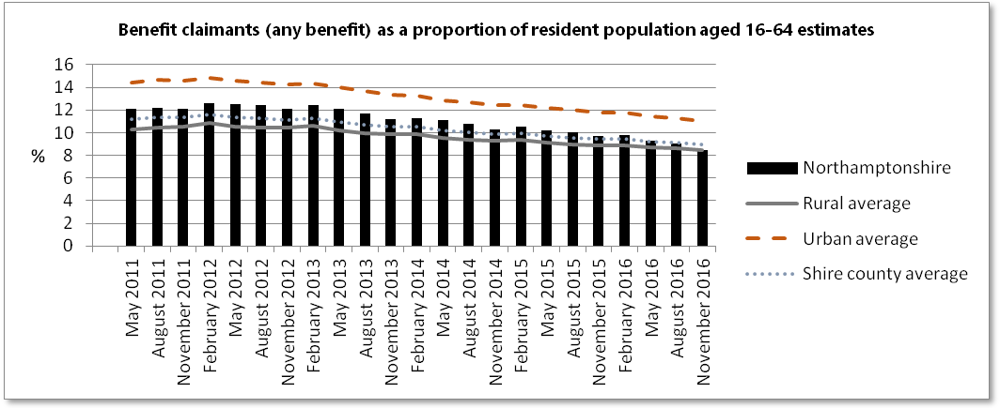 Benefit claimants (any benefit) as a proportion of resident population aged 16-64 estimates
16
14
12
10
8
6
4
2
0
%
May 2011
August 2011
November 2011
February 2012
May 2012
August 2012
November 2012
February 2013
May 2013
August 2013
November 2013
February 2014
May 2014
August 2014
November 2014
February 2015
May 2015
August 2015
November 2015
February 2016
May 2016
August 2016
November 2016
Northamptonshire
Rural average
Urban average
Shire county average